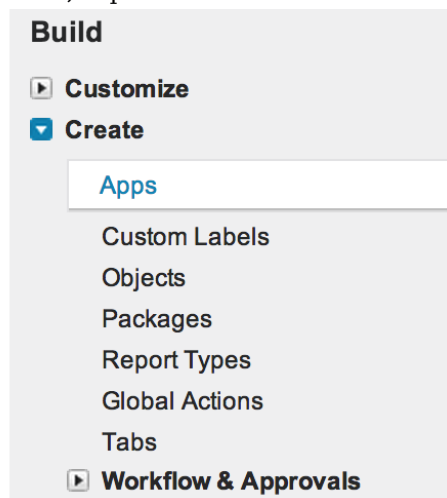 Build
Customize
Create
Apps
Custom Labels
Objects
Packages
Report Types
Global Actions
Tabs
Workflow & Approvals